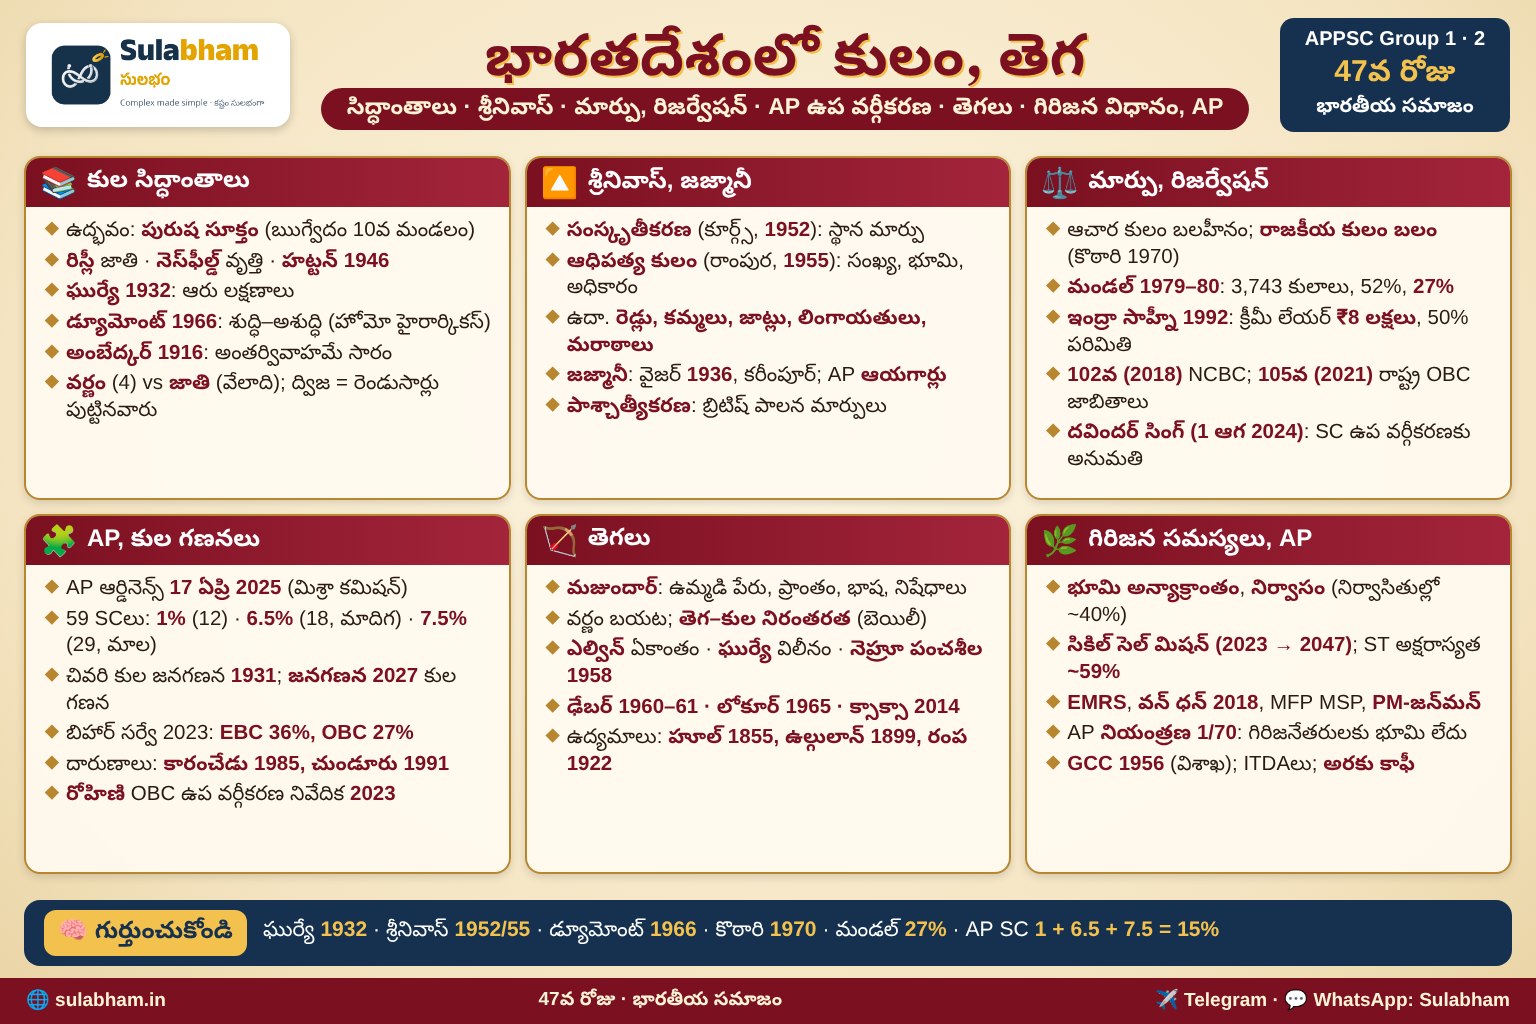 Sulabham
సులభం
Complex made simple · కష్టం సులభంగా
భారతదేశంలో కులం, తెగ
సిద్ధాంతాలు · శ్రీనివాస్ · మార్పు, రిజర్వేషన్ · AP ఉప వర్గీకరణ · తెగలు · గిరిజన విధానం, AP
APPSC Group 1 · 2
47వ రోజు
భారతీయ సమాజం
కుల సిద్ధాంతాలు
ఉద్భవం: పురుష సూక్తం (ఋగ్వేదం 10వ మండలం)
రిస్లీ జాతి · నెస్‌ఫీల్డ్ వృత్తి · హట్టన్ 1946
ఘుర్యే 1932: ఆరు లక్షణాలు
డ్యూమోంట్ 1966: శుద్ధి–అశుద్ధి (హోమో హైరార్కికస్)
అంబేద్కర్ 1916: అంతర్వివాహమే సారం
వర్ణం (4) vs జాతి (వేలాది); ద్విజ = రెండుసార్లు
పుట్టినవారు
శ్రీనివాస్, జజ్మానీ
సంస్కృతీకరణ (కూర్గ్స్, 1952): స్థాన మార్పు
ఆధిపత్య కులం (రాంపుర, 1955): సంఖ్య, భూమి,
అధికారం
ఉదా. రెడ్లు, కమ్మలు, జాట్లు, లింగాయతులు,
మరాఠాలు
జజ్మానీ: వైజర్ 1936, కరీంపూర్; AP ఆయగార్లు
పాశ్చాత్యీకరణ: బ్రిటిష్ పాలన మార్పులు
మార్పు, రిజర్వేషన్
ఆచార కులం బలహీనం; రాజకీయ కులం బలం
(కొఠారి 1970)
మండల్ 1979–80: 3,743 కులాలు, 52%, 27%
ఇంద్రా సాహ్నీ 1992: క్రీమీ లేయర్ ₹8 లక్షలు, 50%
పరిమితి
102వ (2018) NCBC; 105వ (2021) రాష్ట్ర OBC
జాబితాలు
దవిందర్ సింగ్ (1 ఆగ 2024): SC ఉప వర్గీకరణకు
అనుమతి
AP, కుల గణనలు
AP ఆర్డినెన్స్ 17 ఏప్రి 2025 (మిశ్రా కమిషన్)
59 SCలు: 1% (12) · 6.5% (18, మాదిగ) · 7.5%
(29, మాల)
చివరి కుల జనగణన 1931; జనగణన 2027 కుల
గణన
బిహార్ సర్వే 2023: EBC 36%, OBC 27%
దారుణాలు: కారంచేడు 1985, చుండూరు 1991
రోహిణి OBC ఉప వర్గీకరణ నివేదిక 2023
తెగలు
మజుందార్: ఉమ్మడి పేరు, ప్రాంతం, భాష, నిషేధాలు
వర్ణం బయట; తెగ–కుల నిరంతరత (బెయిలీ)
ఎల్విన్ ఏకాంతం · ఘుర్యే విలీనం · నెహ్రూ పంచశీల
1958
ఢేబర్ 1960–61 · లోకూర్ 1965 · క్సాక్సా 2014
ఉద్యమాలు: హూల్ 1855, ఉల్గులాన్ 1899, రంప
1922
గిరిజన సమస్యలు, AP
భూమి అన్యాక్రాంతం, నిర్వాసం (నిర్వాసితుల్లో
~40%)
సికిల్ సెల్ మిషన్ (2023 → 2047); ST అక్షరాస్యత
~59%
EMRS, వన్ ధన్ 2018, MFP MSP, PM-జన్‌మన్
AP నియంత్రణ 1/70: గిరిజనేతరులకు భూమి లేదు
GCC 1956 (విశాఖ); ITDAలు; అరకు కాఫీ
గుర్తుంచుకోండి ఘుర్యే 1932 · శ్రీనివాస్ 1952/55 · డ్యూమోంట్ 1966 · కొఠారి 1970 · మండల్ 27% · AP SC 1 + 6.5 + 7.5 = 15%
sulabham.in
47వ రోజు · భారతీయ సమాజం
Telegram · WhatsApp: Sulabham